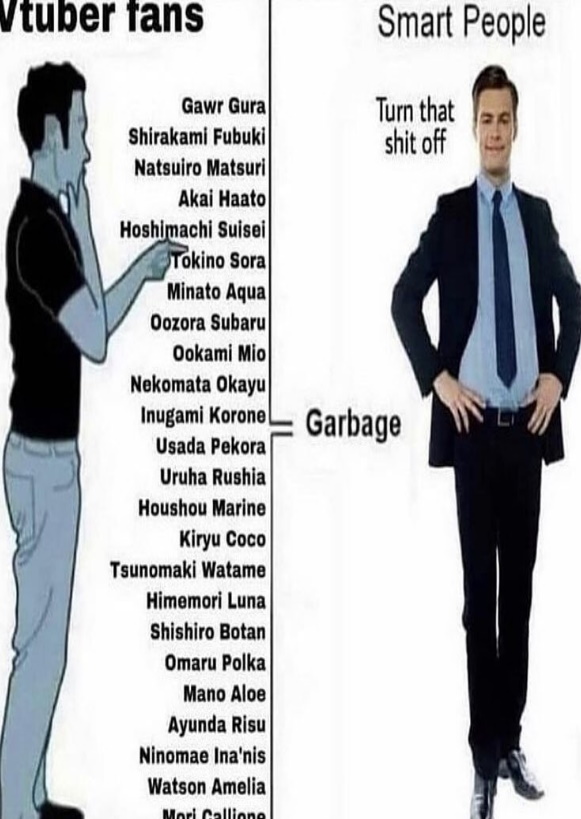 Vtuber fans
Smart People
Gawr Gura
Shirakami Fubuki
Natsuiro Matsuri
Akai Haato
Hoshimachi Suisei
Tokino Sora
Minato Aqua
Oozora Subaru
Ookami Mio
Nekomata Okayu
Inugami Korone
Usada Pekora
Uruha Rushia
Houshou Marine
Kiryu Coco
Tsunomaki Watame
Himemori Luna
Shishiro Botan
Omaru Polka
Mano Aloe
Ayunda Risu
Ninomae Ina'nis
Watson Amelia
Mori Calliope
= Garbage
Turn that
shit off